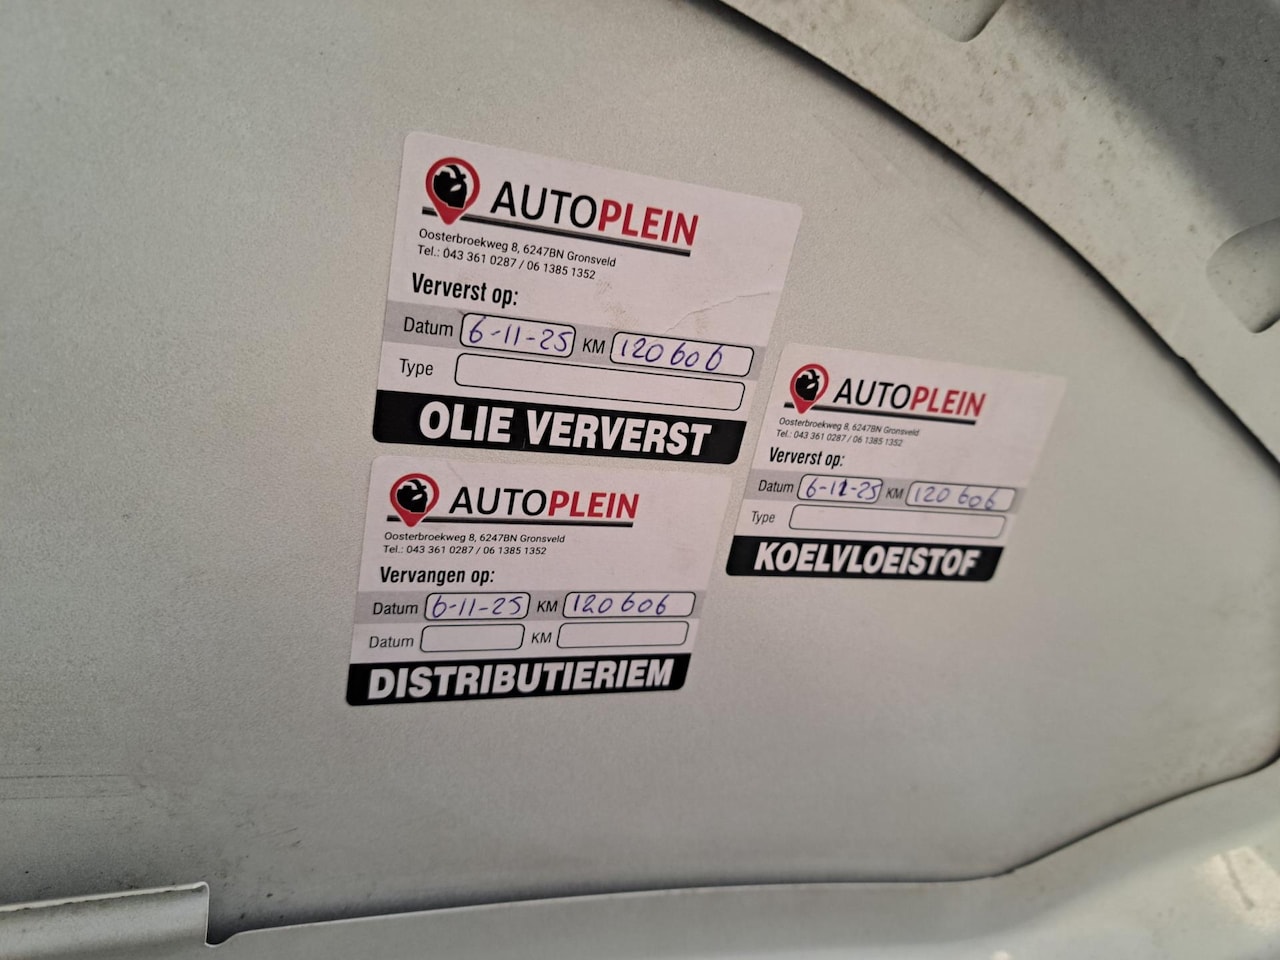 AUTOPLEIN
Oosterbroekweg 8, 6247BN Gronsveld
Tel.: 043 361 0287 / 06 1385 1352
Ververst op:
Datum 6-11-25 KM 120606
Type
OLIE VERVERST
AUTOPLEIN
Oosterbroekweg 8, 6247BN Gronsveld
Tel.: 043 361 0287 / 06 1385 1352
Ververst op:
Datum 6-11-25 KM 120606
Type
KOELVLOEISTOF
AUTOPLEIN
Oosterbroekweg 8, 6247BN Gronsveld
Tel.: 043 361 0287 / 06 1385 1352
Vervangen op:
Datum 6-11-25 KM 120606
Datum KM
DISTRIBUTIERIEM